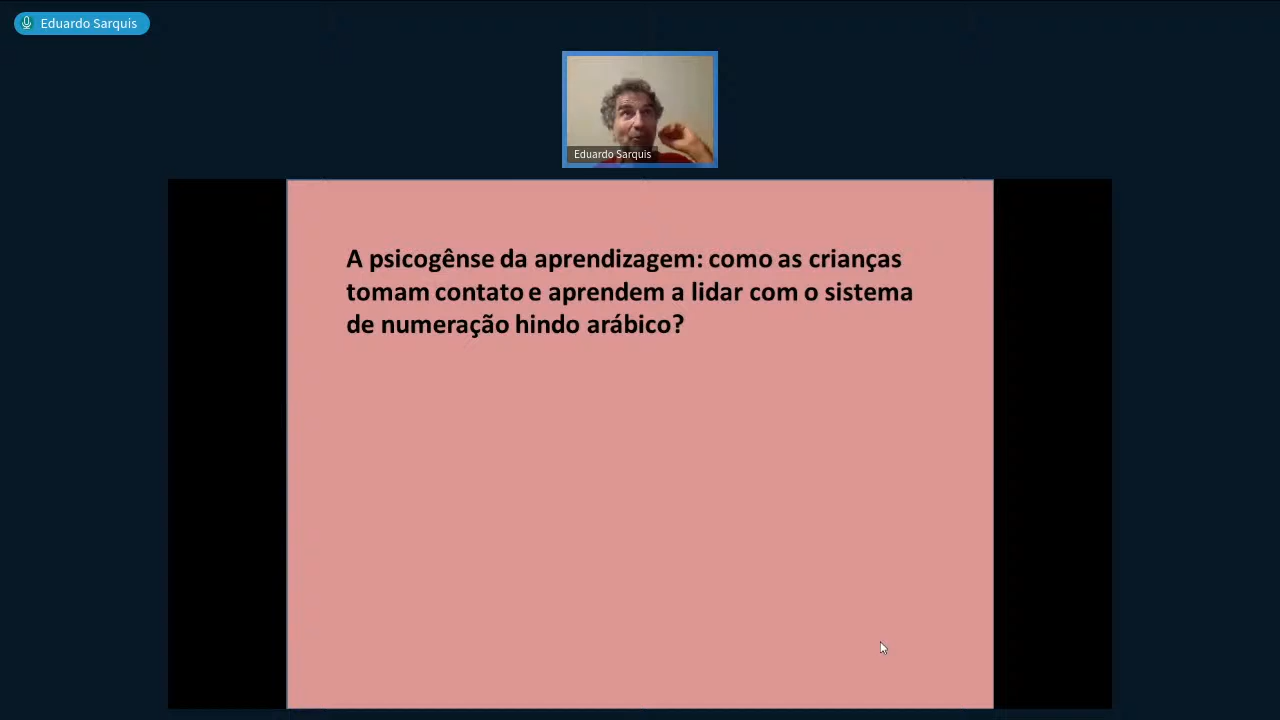 Eduardo Sarquis
Eduardo Sarquis
A psicogênse da aprendizagem: como as crianças
tomam contato e aprendem a lidar com o sistema
de numeração hindo arábico?